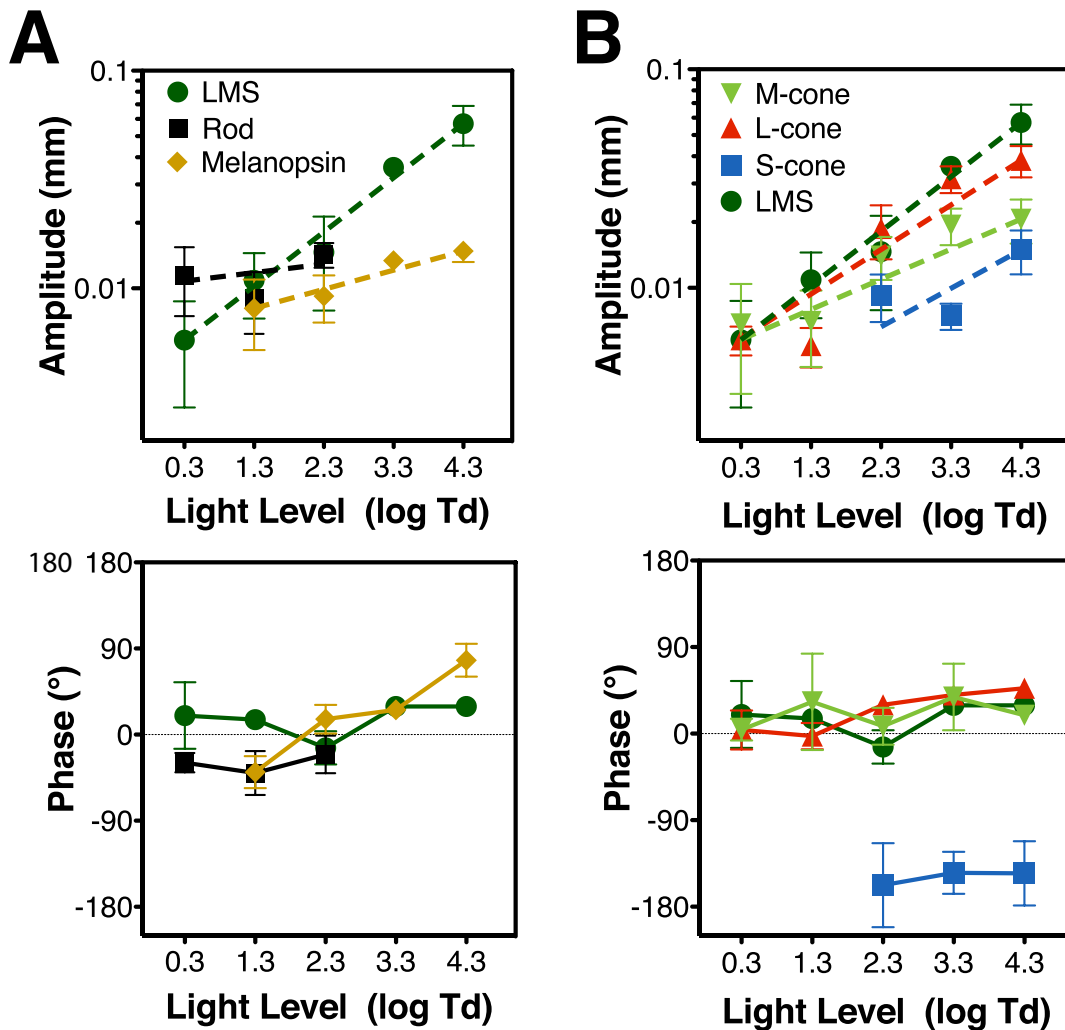 A
0.1
0.01
Amplitude (mm)
LMS
Rod
Melanopsin
0.3 1.3 2.3 3.3 4.3
Light Level (log Td)
B
0.1
0.01
Amplitude (mm)
M-cone
L-cone
S-cone
LMS
0.3 1.3 2.3 3.3 4.3
Light Level (log Td)
180 180
90
0
-90
-180
Phase (°)
0.3 1.3 2.3 3.3 4.3
Light Level (log Td)
180
90
0
-90
-180
Phase (°)
0.3 1.3 2.3 3.3 4.3
Light Level (log Td)